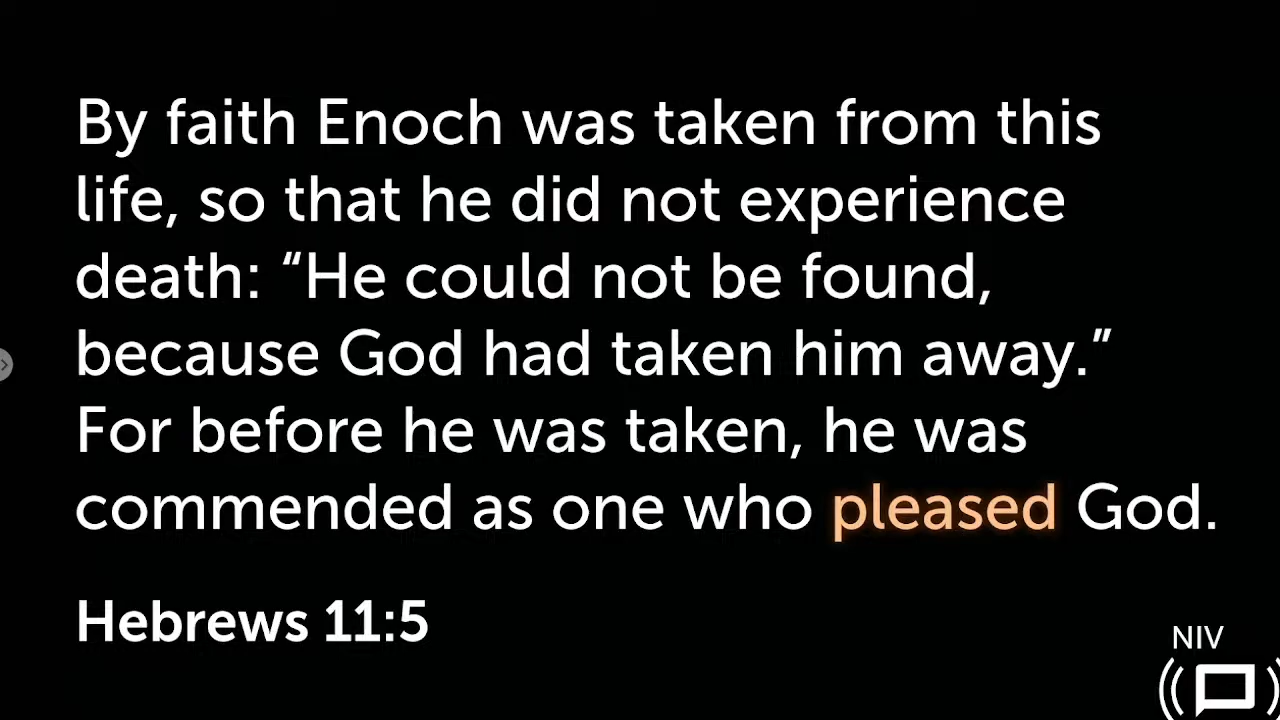 By faith Enoch was taken from this
life, so that he did not experience
death: “He could not be found,
because God had taken him away.”
For before he was taken, he was
commended as one who pleased God.
Hebrews 11:5
NIV